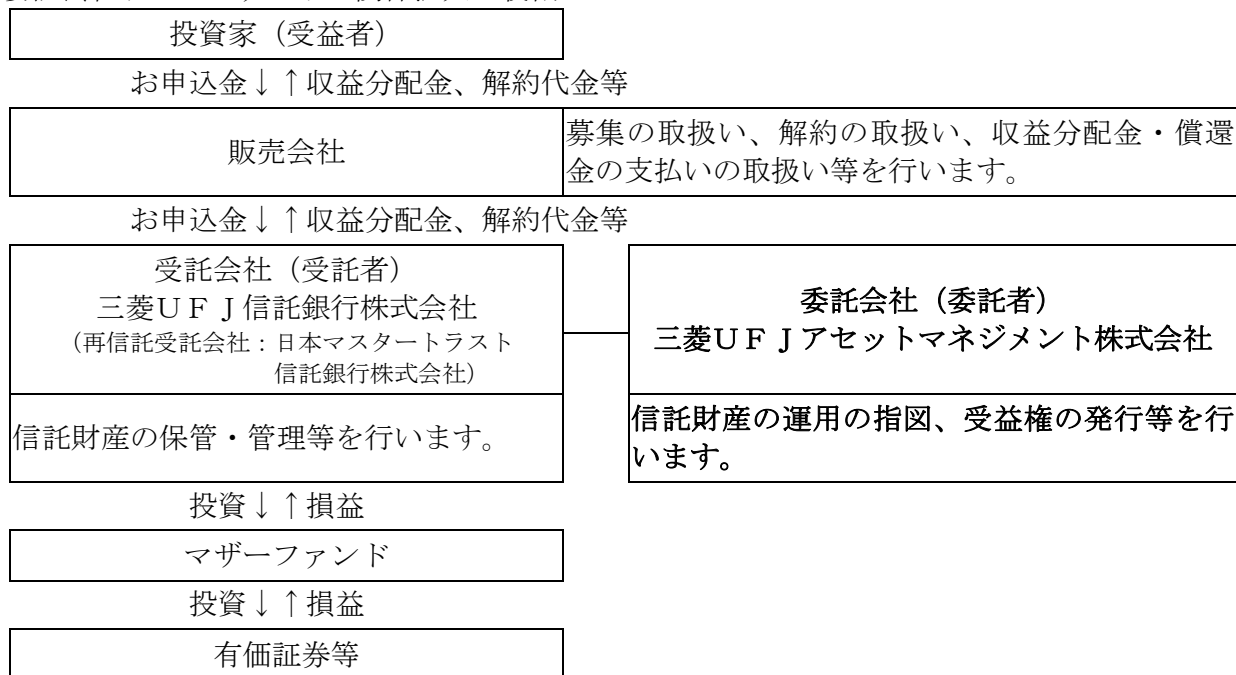 投資家（受益者）
お申込金↓↑収益分配金、解約代金等
販売会社
募集の取扱い、解約の取扱い、収益分配金・償還
金の支払いの取扱い等を行います。
お申込金↓↑収益分配金、解約代金等
受託会社（受託者）
三菱ＵＦＪ信託銀行株式会社
（再信託受託会社：日本マスタートラスト
信託銀行株式会社）
委託会社（委託者）
三菱ＵＦＪアセットマネジメント株式会社
信託財産の保管・管理等を行います。
信託財産の運用の指図、受益権の発行等を行
います。
投資↓↑損益
マザーファンド
投資↓↑損益
有価証券等